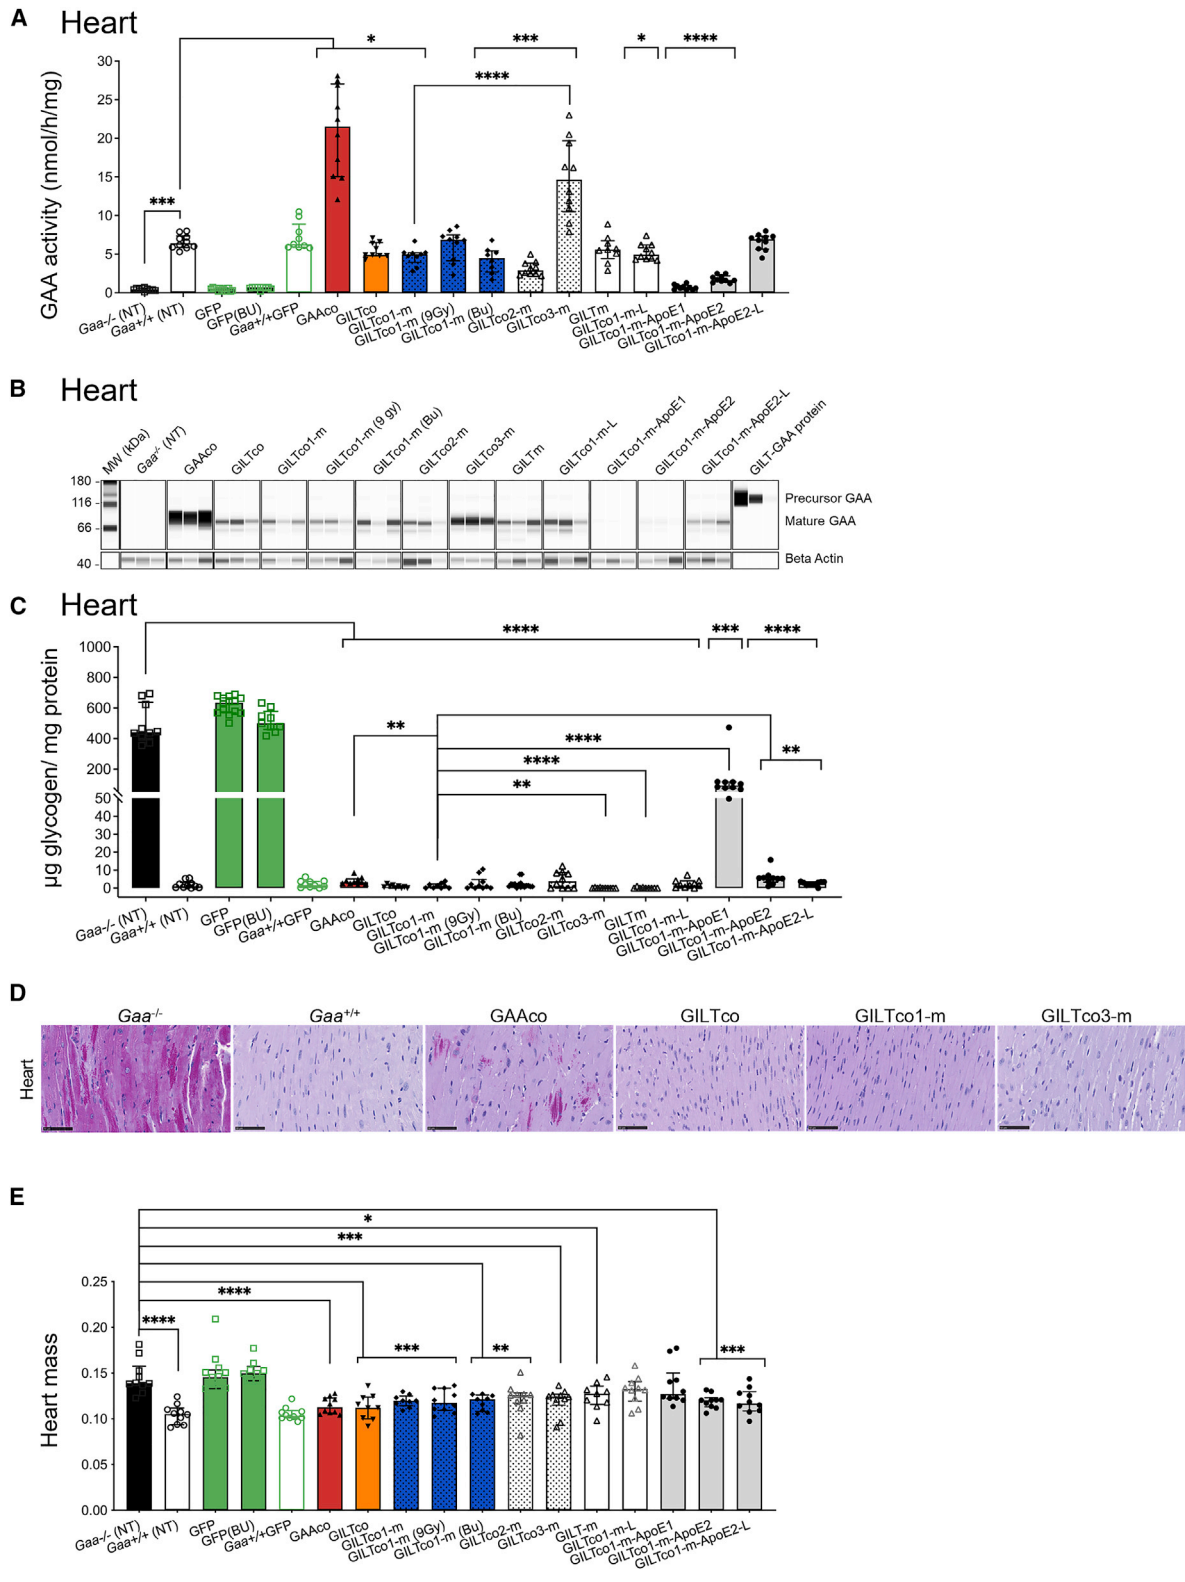 A Heart
* *** * ****
****
***
GAA activity (nmol/h/mg)
30
25
20
15
10
5
0
Gaa-/- (NT)
Gaa+/+ (NT)
GFP
GFP(BU)
Gaa+/+GFP
GAAco
GILTco
GILTco1-m
GILTco1-m (9Gy)
GILTco1-m (Bu)
GILTco2-m
GILTco3-m
GILTm
GILTco1-m-L
GILTco1-m-ApoE1
GILTco1-m-ApoE2
GILTco1-m-ApoE2-L
B Heart
MW (kDa)
Gaa-/- (NT)
GAAco
GILTco
GILTco1-m
GILTco1-m (9 gy)
GILTco1-m (Bu)
GILTco2-m
GILTco3-m
GILTm
GILTco1-m-L
GILTco1-m-ApoE1
GILTco1-m-ApoE2
GILTco1-m-ApoE2-L
GILT-GAA protein
180
116
66
40
Precursor GAA
Mature GAA
Beta Actin
C Heart
**** *** ****
**
****
**
****
**
µg glycogen/ mg protein
1000
800
600
400
200
50
40
30
20
10
0
Gaa-/- (NT)
Gaa+/+ (NT)
GFP
GFP(BU)
Gaa+/+GFP
GAAco
GILTco
GILTco1-m
GILTco1-m (9Gy)
GILTco1-m (Bu)
GILTco2-m
GILTco3-m
GILTm
GILTco1-m-L
GILTco1-m-ApoE1
GILTco1-m-ApoE2
GILTco1-m-ApoE2-L
D
Gaa-/- Gaa+/+ GAAco GILTco GILTco1-m GILTco3-m
Heart
E
*
***
****
****
*** ** ***
Heart mass
0.25
0.20
0.15
0.10
0.05
0.00
Gaa-/- (NT)
Gaa+/+ (NT)
GFP
GFP(BU)
Gaa+/+GFP
GAAco
GILTco
GILTco1-m
GILTco1-m (9Gy)
GILTco1-m (Bu)
GILTco2-m
GILTco3-m
GILT-m
GILTco1-m-L
GILTco1-m-ApoE1
GILTco1-m-ApoE2
GILTco1-m-ApoE2-L